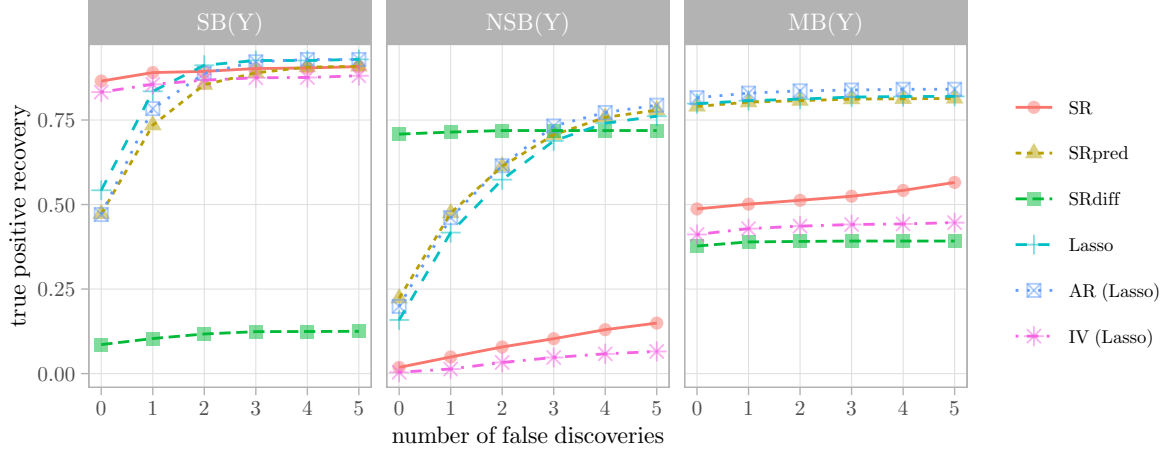 SB(Y)
NSB(Y)
MB(Y)
true positive recovery
0.75
0.50
0.25
0.00
0 1 2 3 4 5
0 1 2 3 4 5
0 1 2 3 4 5
number of false discoveries
SR
SRpred
SRdiff
Lasso
AR (Lasso)
IV (Lasso)